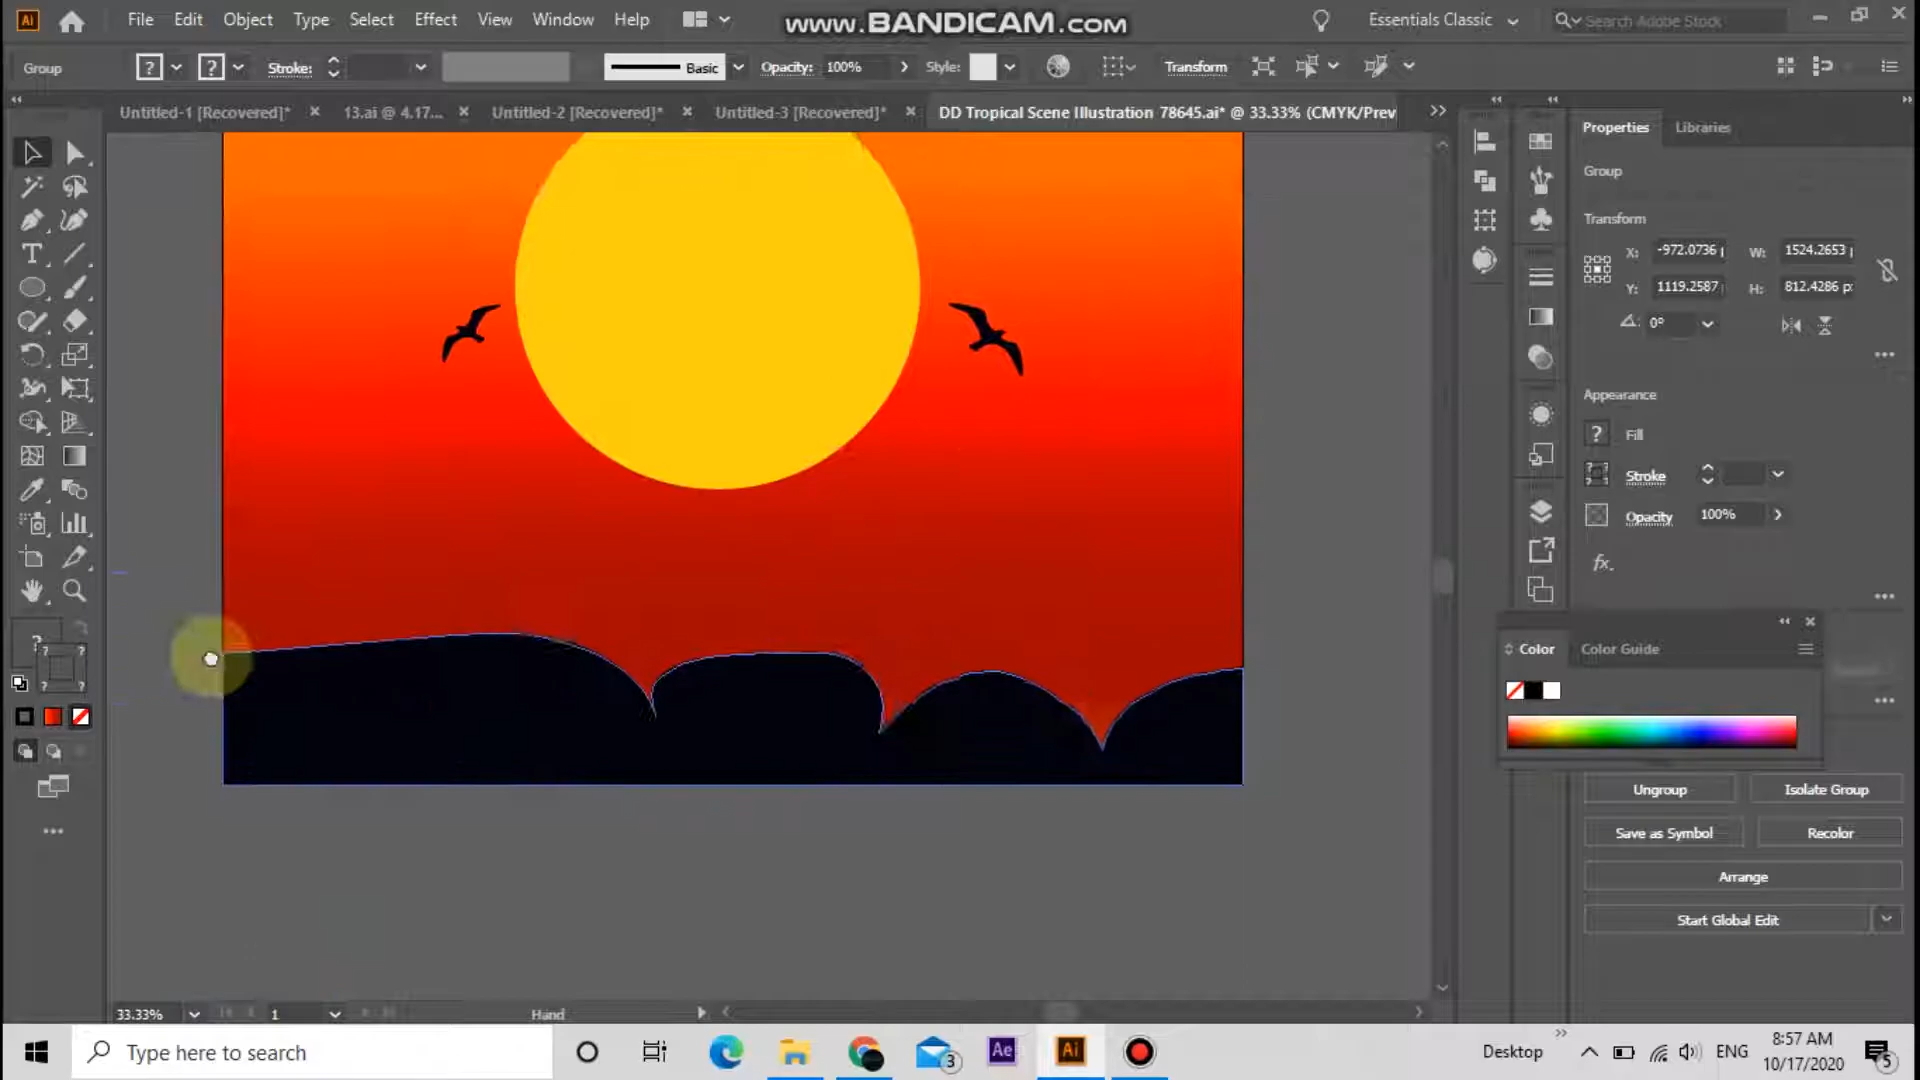 Ai File Edit Object Type Select Effect View Window Help www.BANDICAM.com Essentials Classic Search Adobe Stock
Group ? ? Stroke: Basic Opacity: 100% Style: Transform
Untitled-1 [Recovered]* × 13.ai @ 4.17... × Untitled-2 [Recovered]* × Untitled-3 [Recovered]* × DD Tropical Scene Illustration 78645.ai* @ 33.33% (CMYK/Prev
Properties Libraries
Group
Transform
X: -972.0736 W: 1524.2653
Y: 1119.2587 H: 812.4286 p
0°
Appearance
? Fill
Stroke
Opacity 100%
fx.
Color Color Guide
Ungroup Isolate Group
Save as Symbol Recolor
Arrange
Start Global Edit
33.33% 1 Hand
Type here to search 3 Ae Ai Desktop ENG 8:57 AM
10/17/2020 5